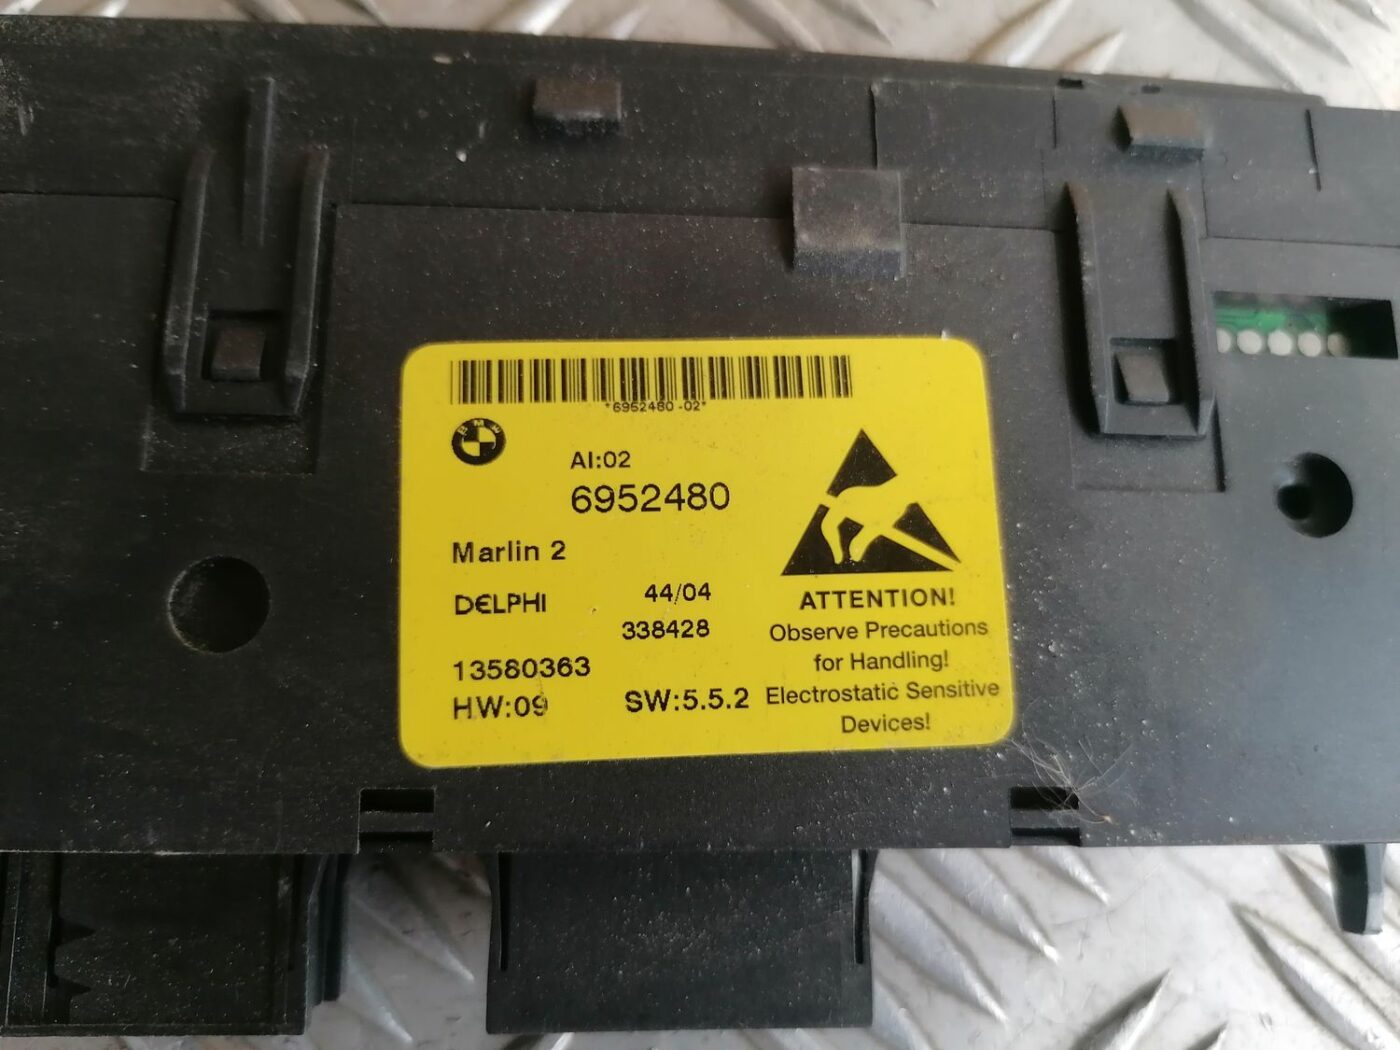 *6952480-02*
BMW
AI:02
6952480
Marlin 2
DELPHI 44/04
338428
13580363
HW:09 SW:5.5.2
ATTENTION!
Observe Precautions
for Handling!
Electrostatic Sensitive
Devices!